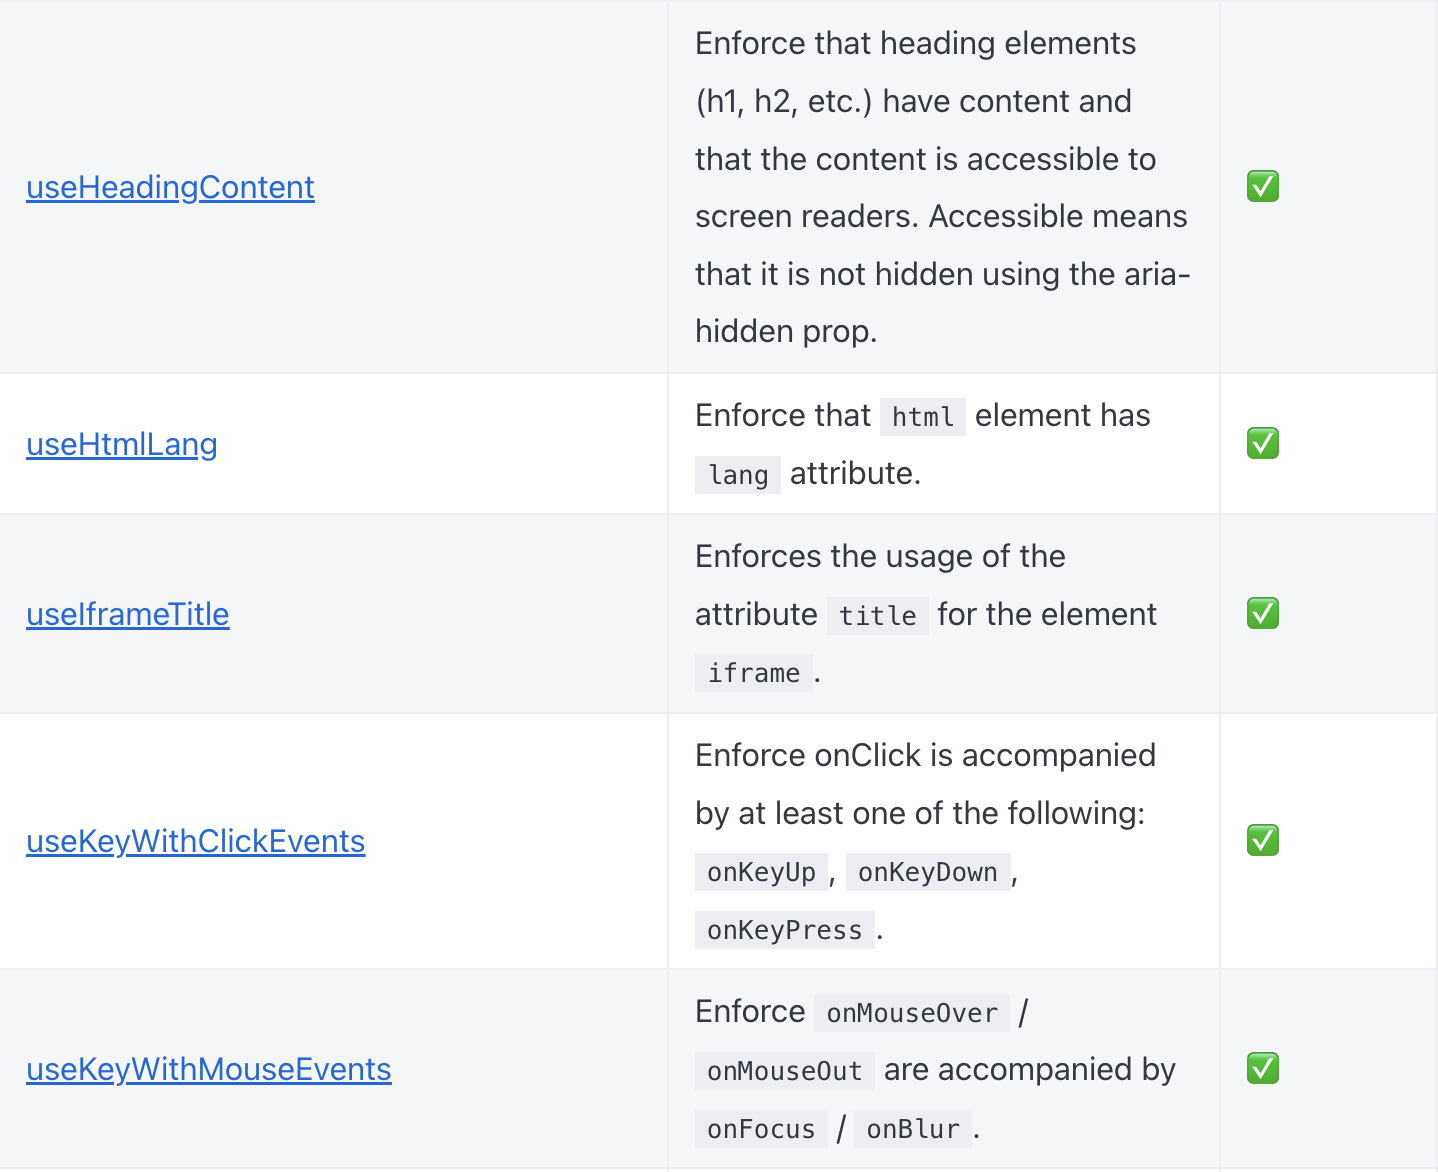 useHeadingContent
Enforce that heading elements
(h1, h2, etc.) have content and
that the content is accessible to
screen readers. Accessible means
that it is not hidden using the aria-
hidden prop.
✅
useHtmlLang
Enforce that html element has
lang attribute.
✅
useIframeTitle
Enforces the usage of the
attribute title for the element
iframe.
✅
useKeyWithClickEvents
Enforce onClick is accompanied
by at least one of the following:
onKeyUp, onKeyDown,
onKeyPress.
✅
useKeyWithMouseEvents
Enforce onMouseOver /
onMouseOut are accompanied by
onFocus / onBlur.
✅